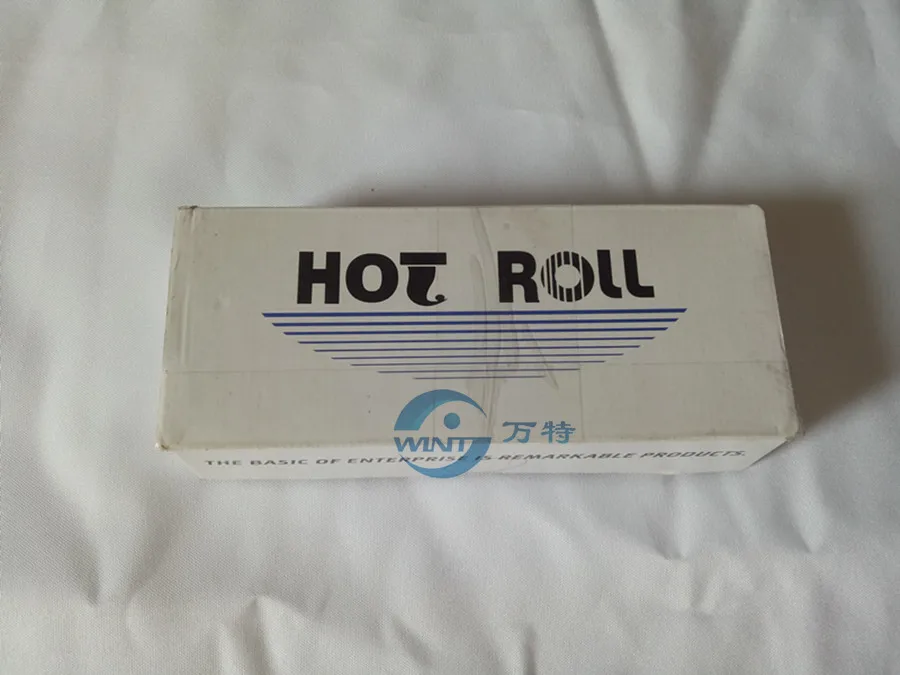 HOT ROLL
WINT 万特
THE BASIC OF ENTERPRISE IS REMARKABLE PRODUCTS.